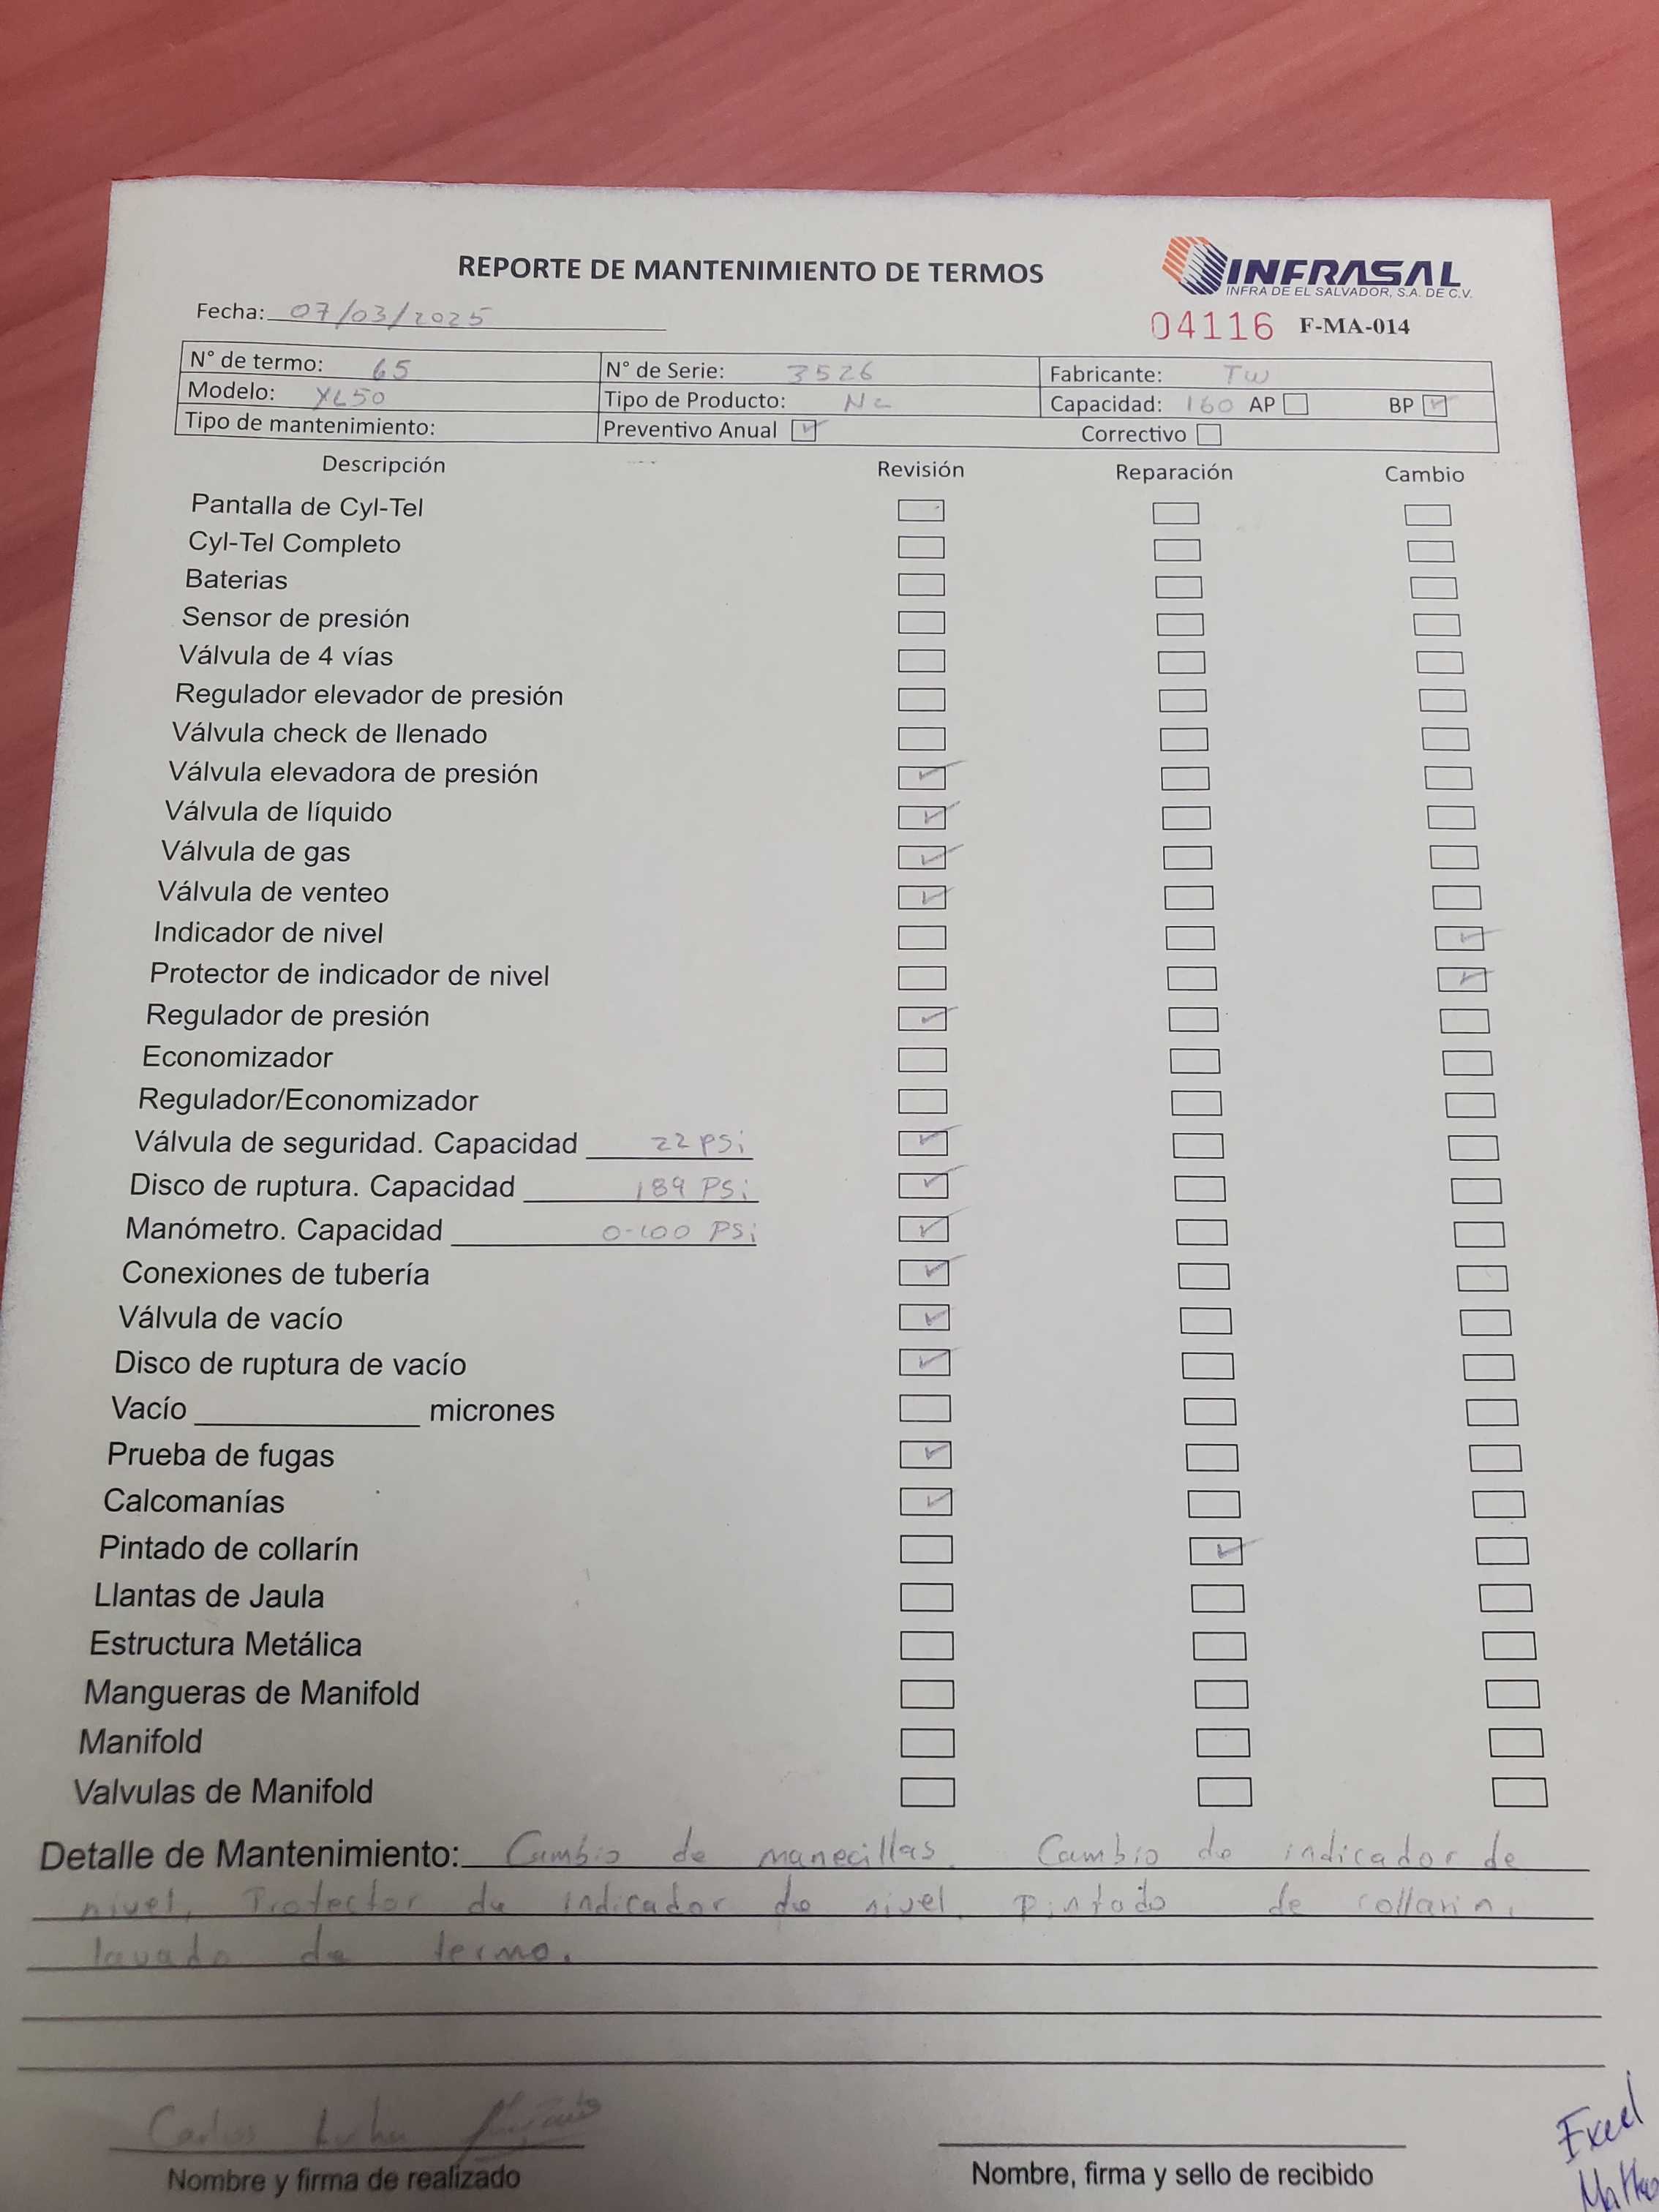 REPORTE DE MANTENIMIENTO DE TERMOS
INFRASAL
INFRA DE EL SALVADOR, S.A. DE C.V.
Fecha: 07/03/2025
04116 F-MA-014
N° de termo: 65 N° de Serie: 3526 Fabricante: TW
Modelo: XL50 Tipo de Producto: Capacidad: 160 AP BP ✓
Tipo de mantenimiento: Preventivo Anual ✓ Correctivo
Descripción Revisión Reparación Cambio
Pantalla de Cyl-Tel
Cyl-Tel Completo
Baterias
Sensor de presión
Válvula de 4 vías
Regulador elevador de presión
Válvula check de llenado
Válvula elevadora de presión ✓
Válvula de líquido ✓
Válvula de gas ✓
Válvula de venteo ✓
Indicador de nivel ✓
Protector de indicador de nivel ✓
Regulador de presión ✓
Economizador
Regulador/Economizador
Válvula de seguridad. Capacidad 22 PSi ✓
Disco de ruptura. Capacidad 189 PSi ✓
Manómetro. Capacidad 0-100 PSi ✓
Conexiones de tubería ✓
Válvula de vacío ✓
Disco de ruptura de vacío ✓
Vacío ____________ micrones
Prueba de fugas ✓
Calcomanías ✓
Pintado de collarín ✓
Llantas de Jaula
Estructura Metálica
Mangueras de Manifold
Manifold
Valvulas de Manifold
Detalle de Mantenimiento: Cambio de manecillas. Cambio de indicador de
nivel, Protector de indicador de nivel, pintado de collarin,
lavado de termo.
Carlos
Nombre y firma de realizado
Nombre, firma y sello de recibido